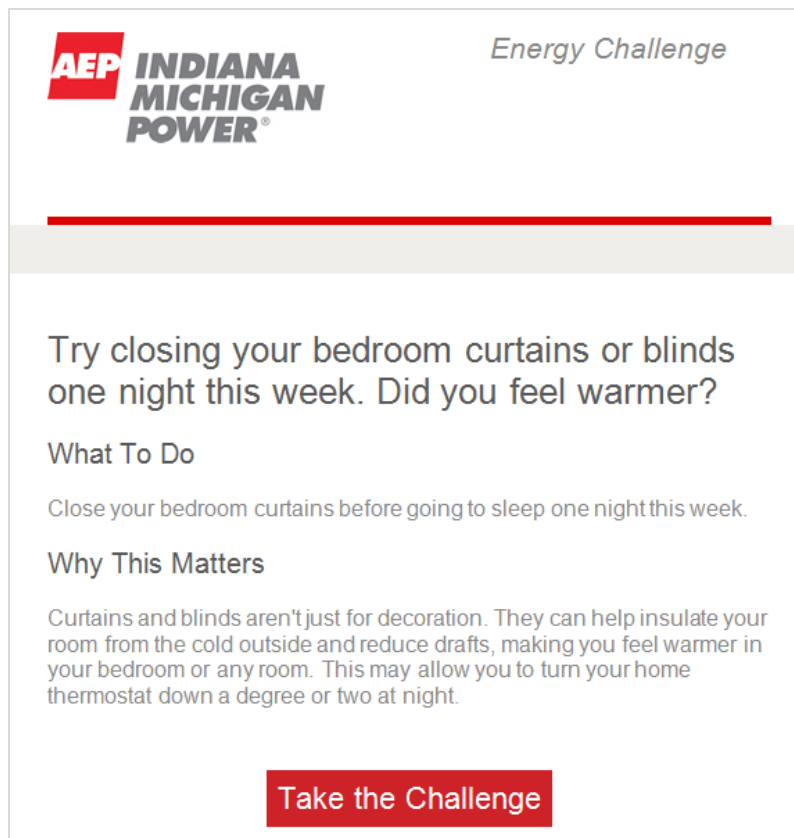 AEP INDIANA
MICHIGAN
POWER®
Energy Challenge
Try closing your bedroom curtains or blinds
one night this week. Did you feel warmer?
What To Do
Close your bedroom curtains before going to sleep one night this week.
Why This Matters
Curtains and blinds aren't just for decoration. They can help insulate your
room from the cold outside and reduce drafts, making you feel warmer in
your bedroom or any room. This may allow you to turn your home
thermostat down a degree or two at night.
Take the Challenge